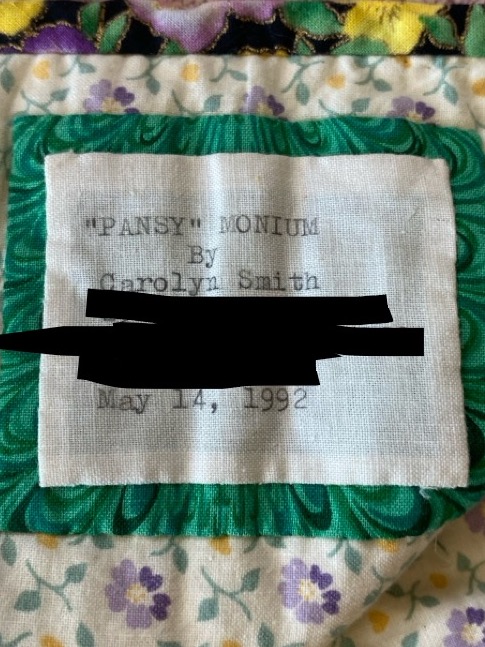 "PANSY" MONIUM
By
Carolyn Smith
May 14, 1992